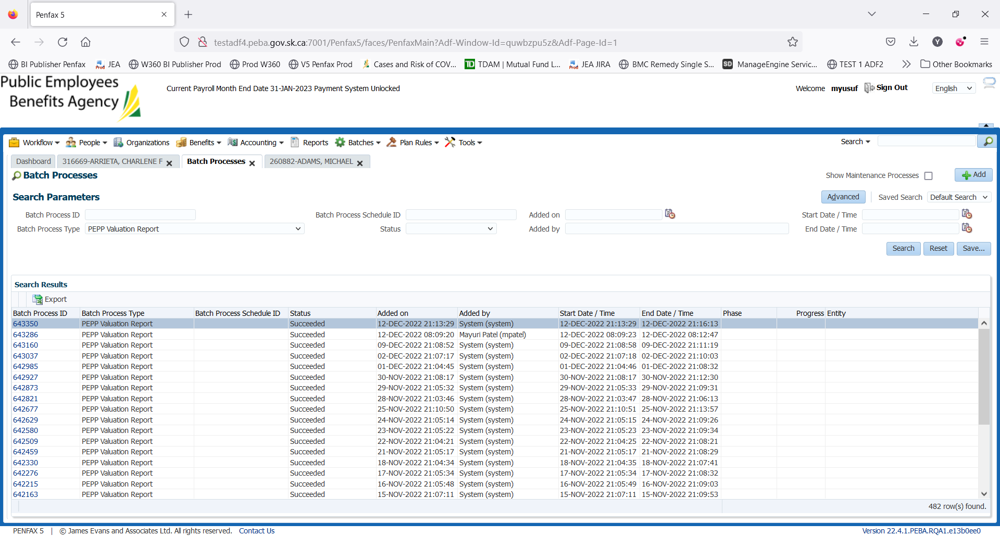 Penfax 5
testadf4.peba.gov.sk.ca:7001/Penfax5/faces/PenfaxMain?Adf-Window-Id=quwbzpu5z&Adf-Page-Id=1
Y
BI Publisher Penfax JEA W360 BI Publisher Prod Prod W360 V5 Penfax Prod Cases and Risk of COV... TD TDAM | Mutual Fund L... JEA JIRA BMC Remedy Single S... SD ManageEngine Servic... TEST 1 ADF2 Other Bookmarks
Public Employees
Benefits Agency
Current Payroll Month End Date 31-JAN-2023 Payment System Unlocked
Welcome myusuf Sign Out English
Workflow People Organizations Benefits Accounting Reports Batches Plan Rules Tools Search
Dashboard 316669-ARRIETA, CHARLENE F Batch Processes 260882-ADAMS, MICHAEL
Batch Processes Show Maintenance Processes Add
Search Parameters Advanced Saved Search Default Search
Batch Process ID Batch Process Schedule ID Added on Start Date / Time
Batch Process Type PEPP Valuation Report Status Added by End Date / Time
Search Reset Save...
Search Results
Export
Batch Process ID Batch Process Type Batch Process Schedule ID Status Added on Added by Start Date / Time End Date / Time Phase Progress Entity
643350 PEPP Valuation Report Succeeded 12-DEC-2022 21:13:29 System (system) 12-DEC-2022 21:13:29 12-DEC-2022 21:16:13
643286 PEPP Valuation Report Succeeded 12-DEC-2022 08:09:20 Mayuri Patel (mpatel) 12-DEC-2022 08:09:23 12-DEC-2022 08:12:47
643160 PEPP Valuation Report Succeeded 09-DEC-2022 21:08:52 System (system) 09-DEC-2022 21:08:58 09-DEC-2022 21:11:19
643037 PEPP Valuation Report Succeeded 02-DEC-2022 21:07:17 System (system) 02-DEC-2022 21:07:18 02-DEC-2022 21:10:03
642985 PEPP Valuation Report Succeeded 01-DEC-2022 21:04:45 System (system) 01-DEC-2022 21:04:46 01-DEC-2022 21:08:32
642927 PEPP Valuation Report Succeeded 30-NOV-2022 21:08:17 System (system) 30-NOV-2022 21:08:17 30-NOV-2022 21:12:30
642873 PEPP Valuation Report Succeeded 29-NOV-2022 21:05:32 System (system) 29-NOV-2022 21:05:33 29-NOV-2022 21:09:31
642821 PEPP Valuation Report Succeeded 28-NOV-2022 21:03:46 System (system) 28-NOV-2022 21:03:47 28-NOV-2022 21:06:13
642677 PEPP Valuation Report Succeeded 25-NOV-2022 21:10:50 System (system) 25-NOV-2022 21:10:51 25-NOV-2022 21:13:57
642629 PEPP Valuation Report Succeeded 24-NOV-2022 21:05:14 System (system) 24-NOV-2022 21:05:15 24-NOV-2022 21:09:26
642580 PEPP Valuation Report Succeeded 23-NOV-2022 21:05:22 System (system) 23-NOV-2022 21:05:23 23-NOV-2022 21:09:34
642509 PEPP Valuation Report Succeeded 22-NOV-2022 21:04:21 System (system) 22-NOV-2022 21:04:25 22-NOV-2022 21:08:21
642459 PEPP Valuation Report Succeeded 21-NOV-2022 21:05:17 System (system) 21-NOV-2022 21:05:17 21-NOV-2022 21:08:29
642330 PEPP Valuation Report Succeeded 18-NOV-2022 21:04:34 System (system) 18-NOV-2022 21:04:35 18-NOV-2022 21:07:41
642276 PEPP Valuation Report Succeeded 17-NOV-2022 21:05:34 System (system) 17-NOV-2022 21:05:34 17-NOV-2022 21:08:32
642215 PEPP Valuation Report Succeeded 16-NOV-2022 21:05:48 System (system) 16-NOV-2022 21:05:49 16-NOV-2022 21:09:03
642163 PEPP Valuation Report Succeeded 15-NOV-2022 21:07:11 System (system) 15-NOV-2022 21:07:11 15-NOV-2022 21:09:53
482 row(s) found.
PENFAX 5 | © James Evans and Associates Ltd. All rights reserved. Contact Us Version 22.4.1.PEBA.RQA1.e13b0ee0